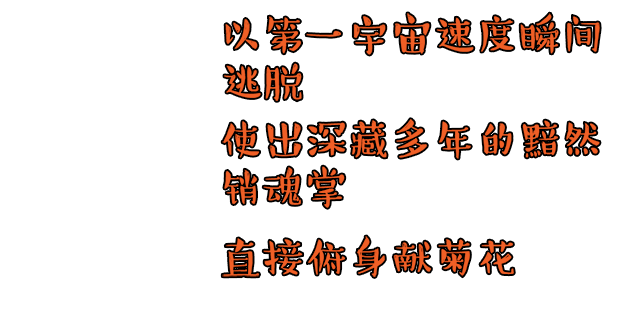 以第一宇宙速度瞬间
逃脱
使出深藏多年的黯然
销魂掌
直接俯身献菊花